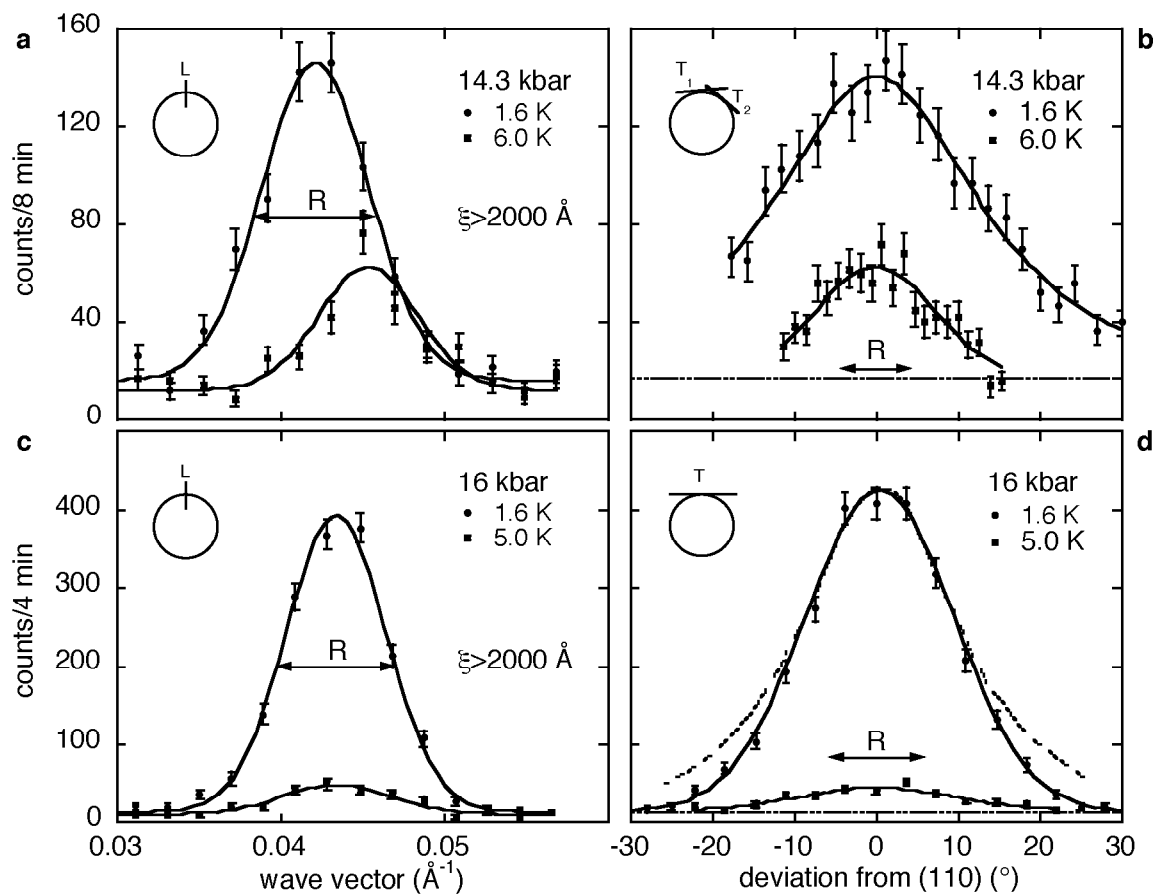 a
160
120
80
40
0
counts/8 min
L
14.3 kbar
1.6 K
6.0 K
R
ξ>2000 Å
b
T1
T2
14.3 kbar
1.6 K
6.0 K
R
c
400
300
200
100
0
counts/4 min
L
16 kbar
1.6 K
5.0 K
R
ξ>2000 Å
0.03 0.04 0.05
wave vector (Å-1)
d
T
16 kbar
1.6 K
5.0 K
R
-30 -20 -10 0 10 20 30
deviation from (110) (°)